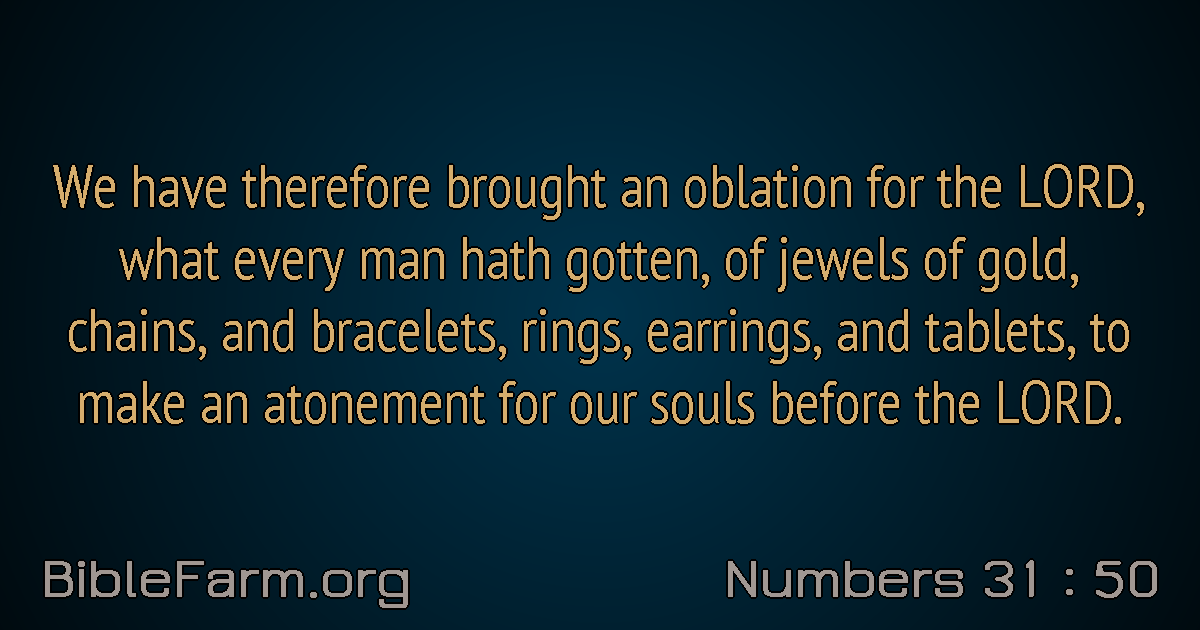 We have therefore brought an oblation for the LORD,
what every man hath gotten, of jewels of gold,
chains, and bracelets, rings, earrings, and tablets, to
make an atonement for our souls before the LORD.
BibleFarm.org
Numbers 31 : 50